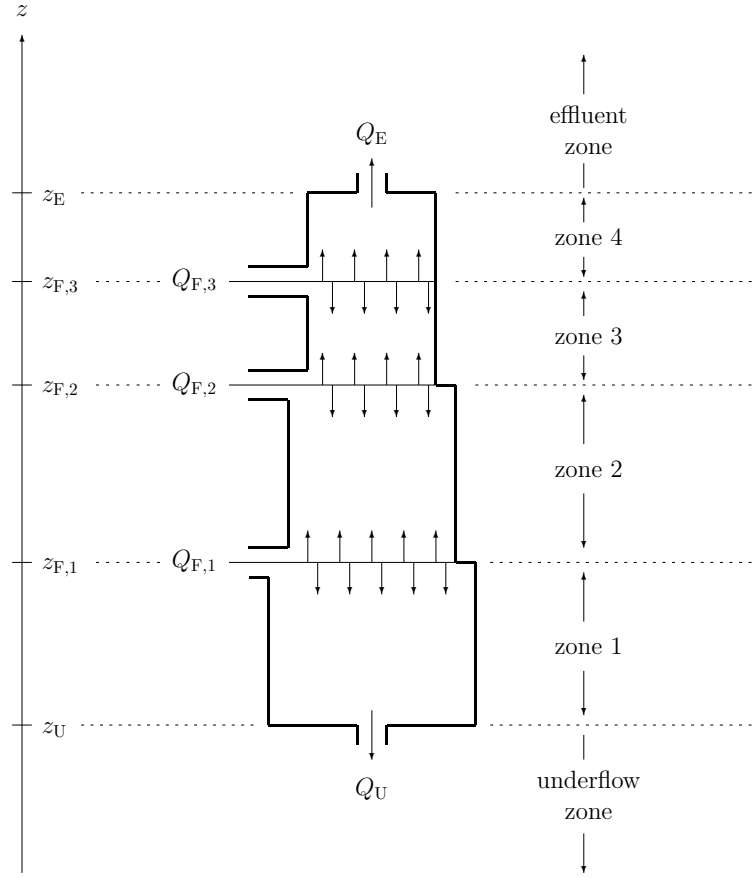 z
effluent
zone
Q_E
z_E
zone 4
z_F,3
Q_F,3
zone 3
z_F,2
Q_F,2
zone 2
z_F,1
Q_F,1
zone 1
z_U
Q_U
underflow
zone